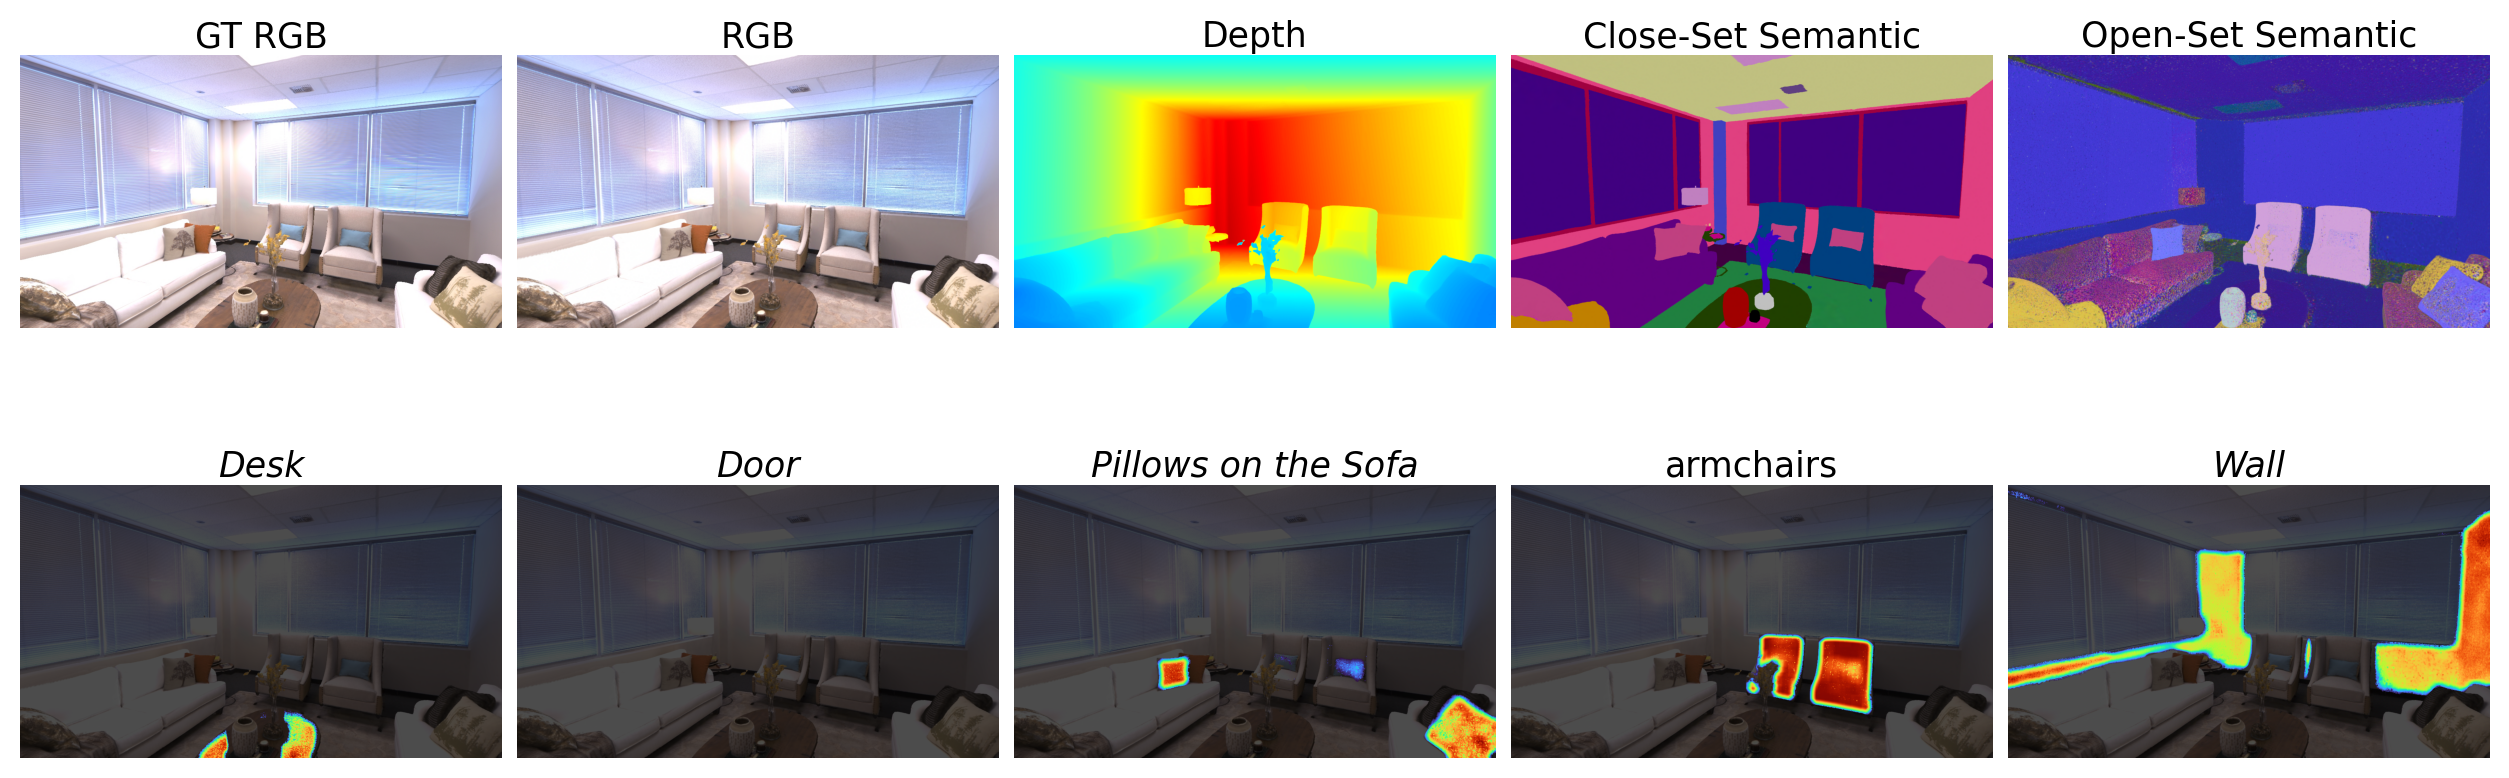 GT RGB
RGB
Depth
Close-Set Semantic
Open-Set Semantic
Desk
Door
Pillows on the Sofa
armchairs
Wall